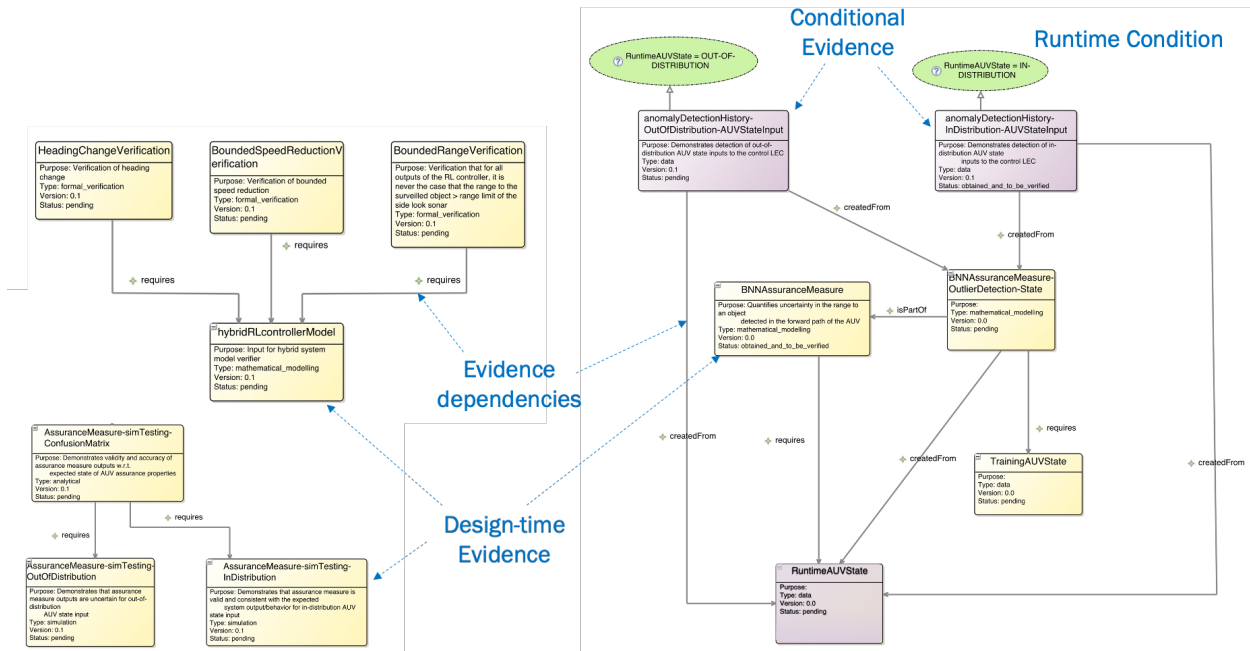 Conditional
Evidence
Runtime Condition
RuntimeAUVState = OUT-OF-
DISTRIBUTION
RuntimeAUVState = IN-
DISTRIBUTION
anomalyDetectionHistory-
OutOfDistribution-AUVStateInput
Purpose: Demonstrates detection of out-of-
distribution AUV state inputs to the control LEC
Type: data
Version: 0.1
Status: pending
anomalyDetectionHistory-
InDistribution-AUVStateInput
Purpose: Demonstrates detection of in-
distribution AUV state
inputs to the control LEC
Type: data
Version: 0.1
Status: obtained_and_to_be_verified
HeadingChangeVerification
Purpose: Verification of heading
change
Type: formal_verification
Version: 0.1
Status: pending
BoundedSpeedReductionV
erification
Purpose: Verification of bounded
speed reduction
Type: formal_verification
Version: 0.1
Status: pending
BoundedRangeVerification
Purpose: Verification that for all
outputs of the RL controller, it is
never the case that the range to the
surveilled object > range limit of the
side look sonar
Type: formal_verification
Version: 0.1
Status: pending
createdFrom
createdFrom
requires
requires
requires
BNNAssuranceMeasure-
OutlierDetection-State
Purpose:
Type: mathematical_modelling
Version: 0.0
Status: pending
BNNAssuranceMeasure
Purpose: Quantifies uncertainty in the range to
an object
detected in the forward path of the AUV
Type: mathematical_modelling
Version: 0.0
Status: obtained_and_to_be_verified
isPartOf
hybridRLcontrollerModel
Purpose: Input for hybrid system
model verifier
Type: mathematical_modelling
Version: 0.1
Status: pending
Evidence
dependencies
AssuranceMeasure-simTesting-
ConfusionMatrix
Purpose: Demonstrates validity and accuracy of
assurance measure outputs w.r.t.
expected state of AUV assurance properties
Type: analytical
Version: 0.1
Status: pending
createdFrom
requires
requires
createdFrom
createdFrom
TrainingAUVState
Purpose:
Type: data
Version: 0.0
Status: pending
requires
requires
Design-time
Evidence
AssuranceMeasure-simTesting-
OutOfDistribution
Purpose: Demonstrates that assurance
measure outputs are uncertain for out-of-
distribution
AUV state input
Type: simulation
Version: 0.1
Status: pending
AssuranceMeasure-simTesting-
InDistribution
Purpose: Demonstrates that assurance measure is
valid and consistent with the expected
system output/behavior for in-distribution AUV
state input
Type: simulation
Version: 0.1
Status: pending
RuntimeAUVState
Purpose:
Type: data
Version: 0.0
Status: pending